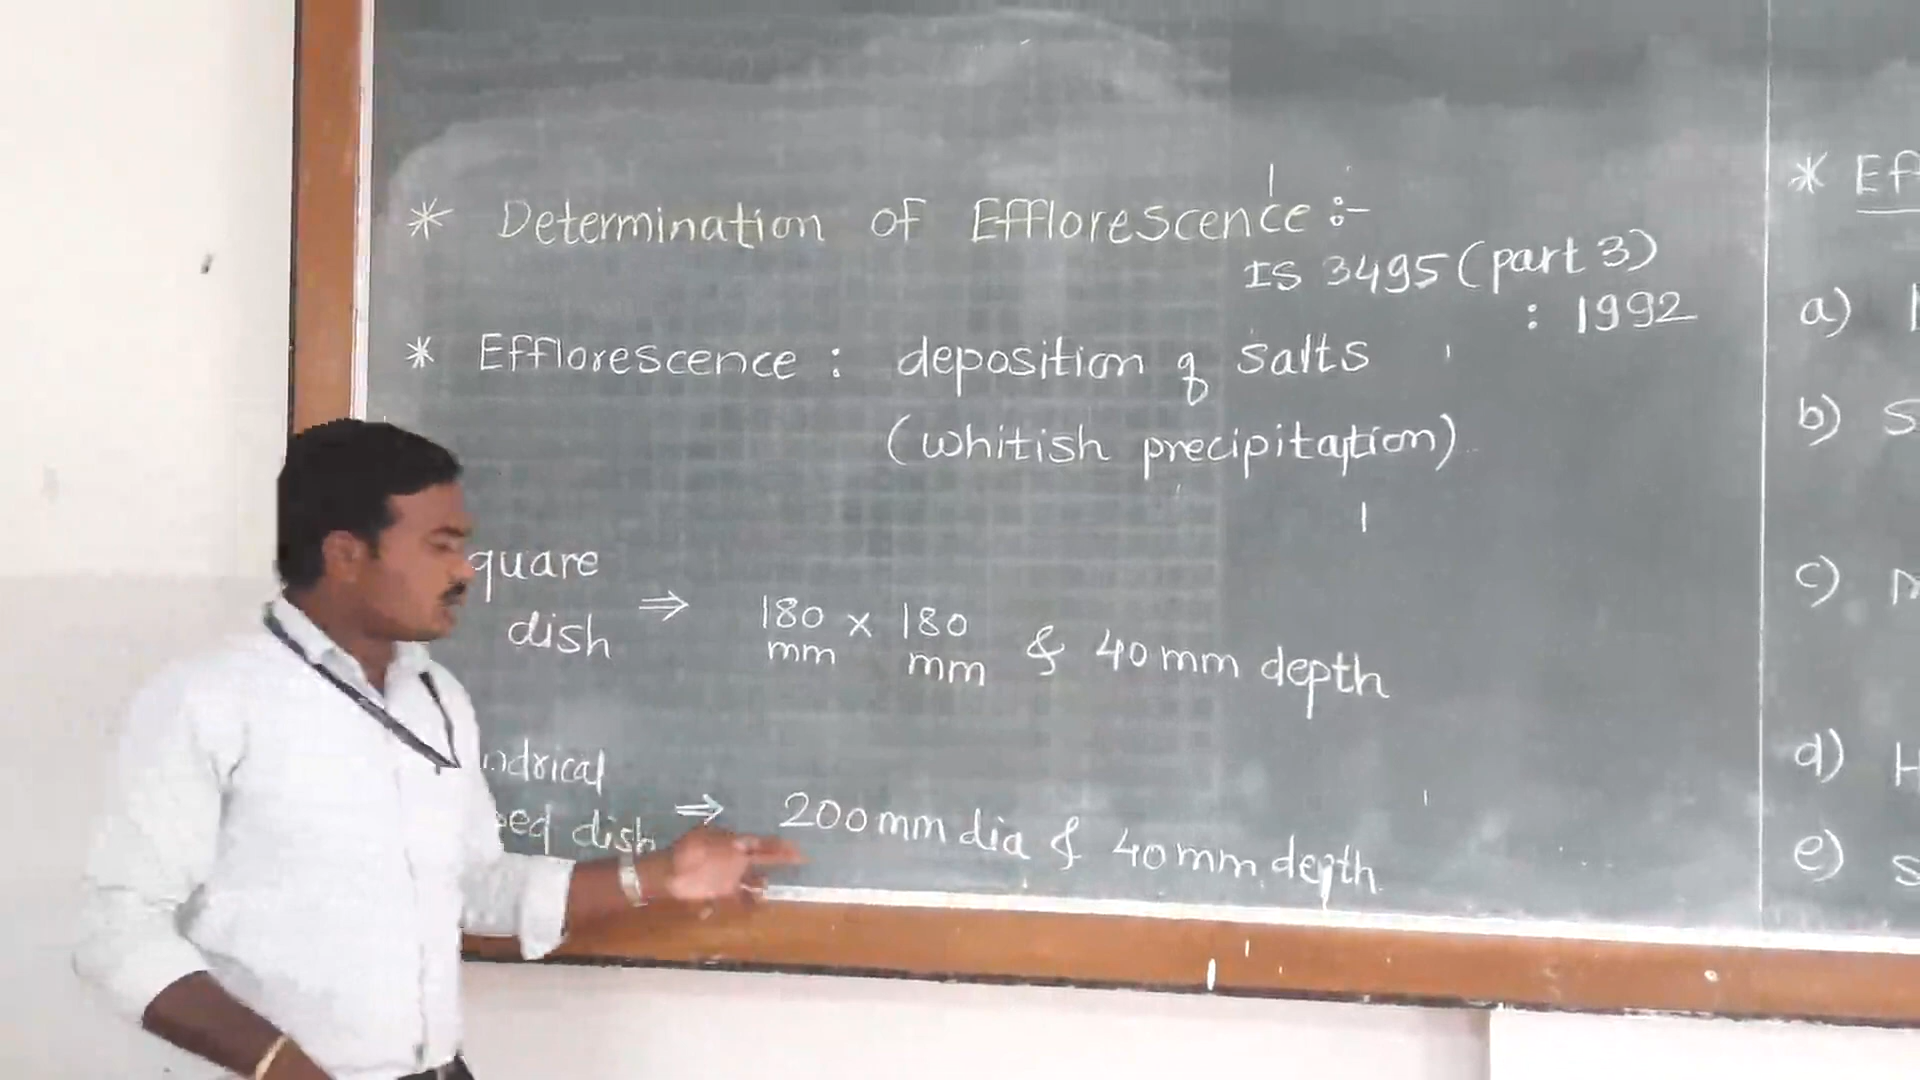 * Determination of Efflorescence :-
IS 3495 (part 3)
: 1992
* Efflorescence : deposition of salts
(whitish precipitation)
quare
dish ⇒ 180 mm x 180 mm & 40 mm depth
ndrical
ped dish ⇒ 200 mm dia & 40 mm depth
* Ef
a)
b) S
c)
d) H
e) S